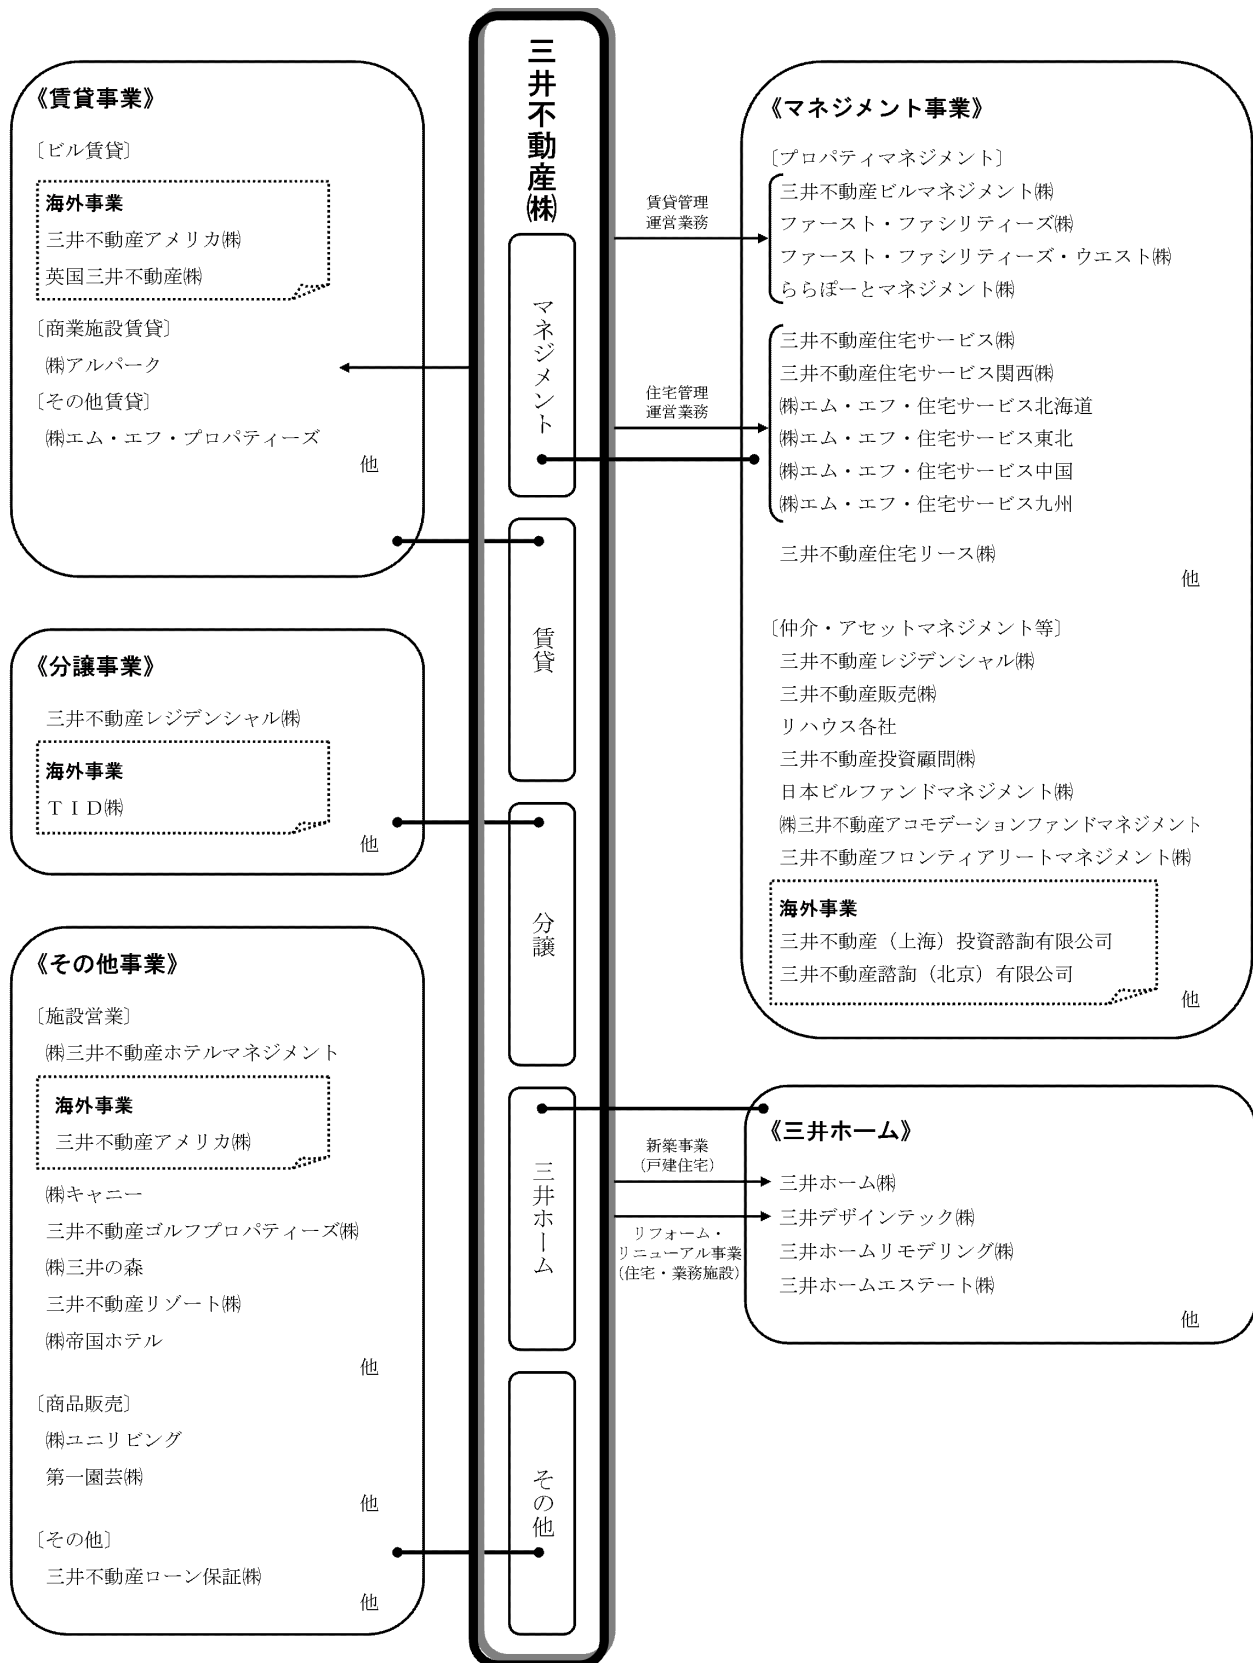 《賃貸事業》
〔ビル賃貸〕
海外事業
三井不動産アメリカ㈱
英国三井不動産㈱
〔商業施設賃貸〕
㈱アルパーク
〔その他賃貸〕
㈱エム・エフ・プロパティーズ
他
《分譲事業》
三井不動産レジデンシャル㈱
海外事業
ＴＩＤ㈱
他
《その他事業》
〔施設営業〕
㈱三井不動産ホテルマネジメント
海外事業
三井不動産アメリカ㈱
㈱キャニー
三井不動産ゴルフプロパティーズ㈱
㈱三井の森
三井不動産リゾート㈱
㈱帝国ホテル
他
〔商品販売〕
㈱ユニリビング
第一園芸㈱
他
〔その他〕
三井不動産ローン保証㈱
他
三井不動産㈱
マネジメント
賃貸
分譲
三井ホーム
その他
賃貸管理
運営業務
住宅管理
運営業務
新築事業
（戸建住宅）
リフォーム・
リニューアル事業
（住宅・業務施設）
《マネジメント事業》
〔プロパティマネジメント〕
三井不動産ビルマネジメント㈱
ファースト・ファシリティーズ㈱
ファースト・ファシリティーズ・ウエスト㈱
ららぽーとマネジメント㈱
三井不動産住宅サービス㈱
三井不動産住宅サービス関西㈱
㈱エム・エフ・住宅サービス北海道
㈱エム・エフ・住宅サービス東北
㈱エム・エフ・住宅サービス中国
㈱エム・エフ・住宅サービス九州
三井不動産住宅リース㈱
他
〔仲介・アセットマネジメント等〕
三井不動産レジデンシャル㈱
三井不動産販売㈱
リハウス各社
三井不動産投資顧問㈱
日本ビルファンドマネジメント㈱
㈱三井不動産アコモデーションファンドマネジメント
三井不動産フロンティアリートマネジメント㈱
海外事業
三井不動産（上海）投資諮詢有限公司
三井不動産諮詢（北京）有限公司
他
《三井ホーム》
三井ホーム㈱
三井デザインテック㈱
三井ホームリモデリング㈱
三井ホームエステート㈱
他